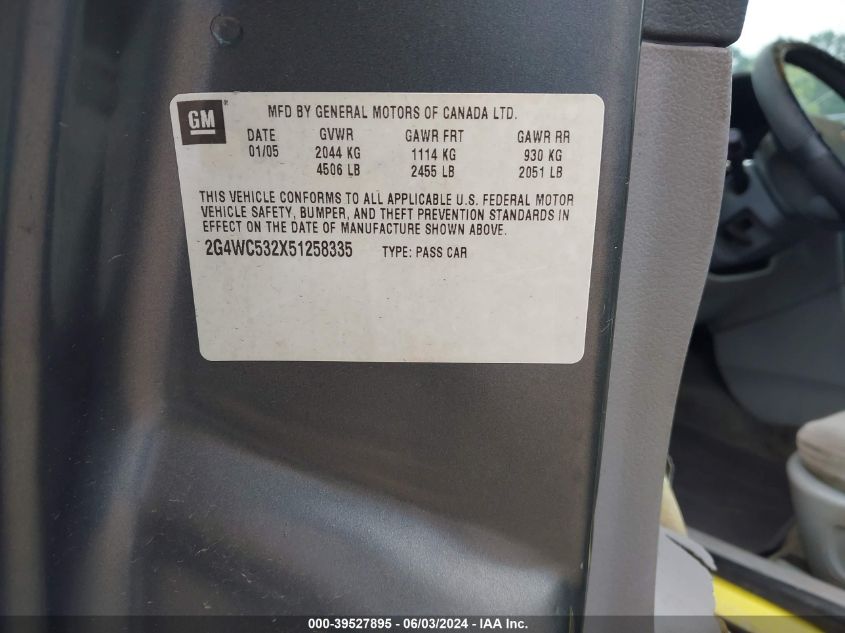 GM
MFD BY GENERAL MOTORS OF CANADA LTD.
DATE GVWR GAWR FRT GAWR RR
01/05 2044 KG 1114 KG 930 KG
4506 LB 2455 LB 2051 LB
THIS VEHICLE CONFORMS TO ALL APPLICABLE U.S. FEDERAL MOTOR
VEHICLE SAFETY, BUMPER, AND THEFT PREVENTION STANDARDS IN
EFFECT ON THE DATE OF MANUFACTURE SHOWN ABOVE.
2G4WC532X51258335 TYPE: PASS CAR
000-39527895 - 06/03/2024 - IAA Inc.